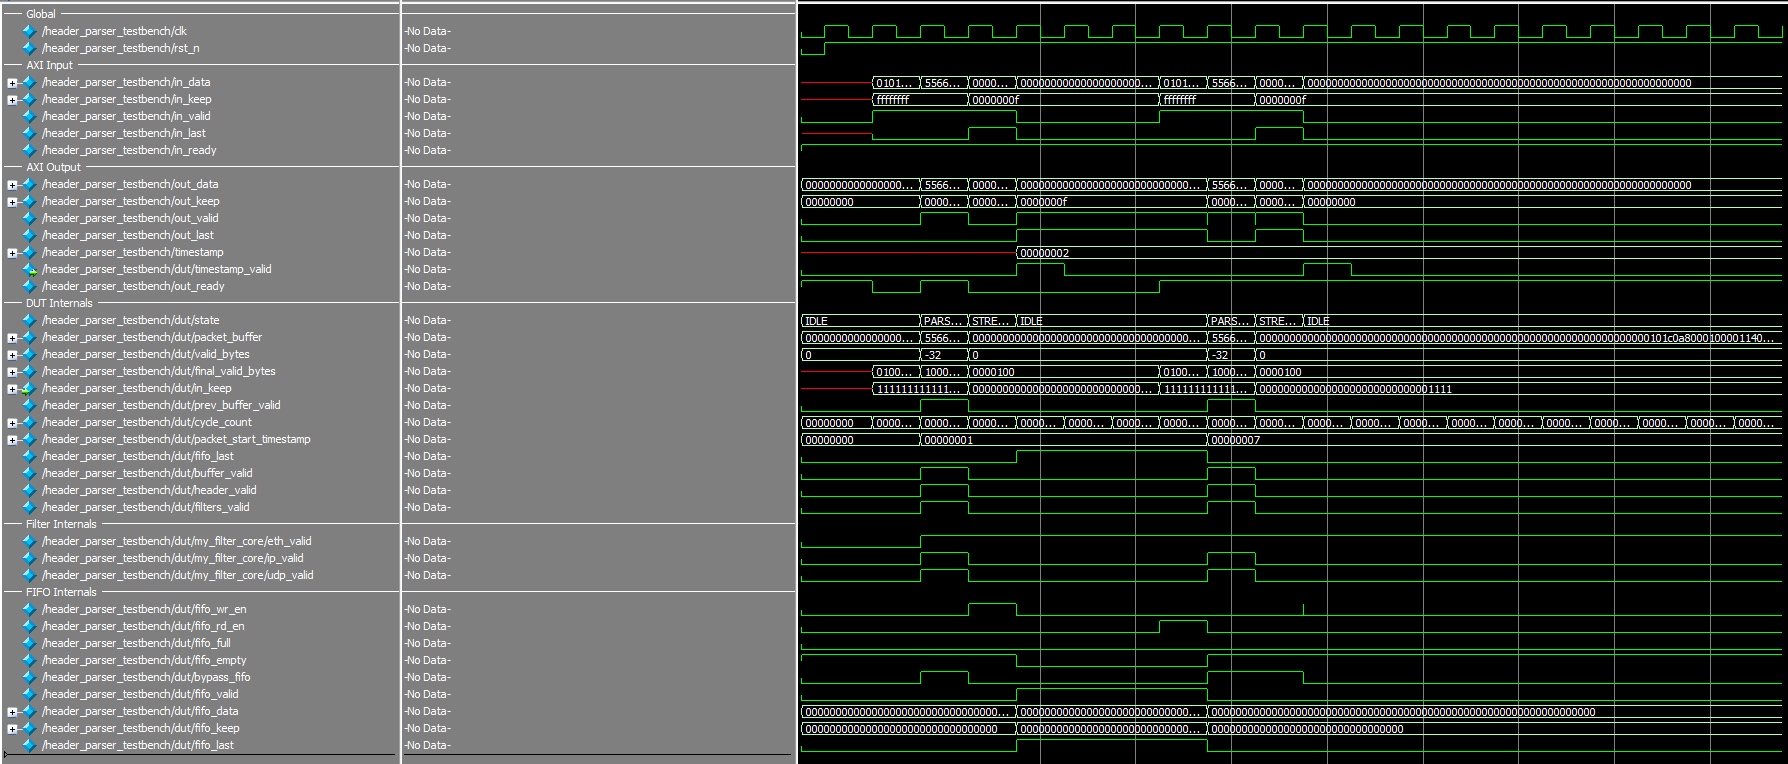 Global
/header_parser_testbench/clk -No Data-
/header_parser_testbench/rst_n -No Data-
AXI Input
/header_parser_testbench/in_data -No Data- 0101... 5566... 0000... 000000000000000000000... 0101... 5566... 0000... 0000000000000000000000000000000000000000000000000000000000000000
/header_parser_testbench/in_keep -No Data- ffffffff 0000000f ffffffff 0000000f
/header_parser_testbench/in_valid -No Data-
/header_parser_testbench/in_last -No Data-
/header_parser_testbench/in_ready -No Data-
AXI Output
/header_parser_testbench/out_data -No Data- 0000000000000000... 5566... 0000... 0000000000000000000000000000... 5566... 0000... 0000000000000000000000000000000000000000000000000000000000000000
/header_parser_testbench/out_keep -No Data- 00000000 0000... 0000... 0000000f 0000... 0000... 00000000
/header_parser_testbench/out_valid -No Data-
/header_parser_testbench/out_last -No Data-
/header_parser_testbench/timestamp -No Data- 00000002
/header_parser_testbench/dut/timestamp_valid -No Data-
/header_parser_testbench/out_ready -No Data-
DUT Internals
/header_parser_testbench/dut/state -No Data- IDLE PARS... STRE... IDLE PARS... STRE... IDLE
/header_parser_testbench/dut/packet_buffer -No Data- 0000000000000000... 5566... 0000000000000000000000000000000000... 5566... 00000000000000000000000000000000000000000000000000000000000101c0a8000100001140...
/header_parser_testbench/dut/valid_bytes -No Data- 0 -32 0 -32 0
/header_parser_testbench/dut/final_valid_bytes -No Data- 0100... 1000... 0000100 0100... 1000... 0000100
/header_parser_testbench/dut/in_keep -No Data- 111111111111... 00000000000000000000000000... 111111111111... 00000000000000000000000000001111
/header_parser_testbench/dut/prev_buffer_valid -No Data-
/header_parser_testbench/dut/cycle_count -No Data- 00000000 0000... 0000... 0000... 0000... 0000... 0000... 0000... 0000... 0000... 0000... 0000... 0000... 0000... 0000... 0000... 0000... 0000... 0000... 0000...
/header_parser_testbench/dut/packet_start_timestamp -No Data- 00000000 00000001 00000007
/header_parser_testbench/dut/fifo_last -No Data-
/header_parser_testbench/dut/buffer_valid -No Data-
/header_parser_testbench/dut/header_valid -No Data-
/header_parser_testbench/dut/filters_valid -No Data-
Filter Internals
/header_parser_testbench/dut/my_filter_core/eth_valid -No Data-
/header_parser_testbench/dut/my_filter_core/ip_valid -No Data-
/header_parser_testbench/dut/my_filter_core/udp_valid -No Data-
FIFO Internals
/header_parser_testbench/dut/fifo_wr_en -No Data-
/header_parser_testbench/dut/fifo_rd_en -No Data-
/header_parser_testbench/dut/fifo_full -No Data-
/header_parser_testbench/dut/fifo_empty -No Data-
/header_parser_testbench/dut/bypass_fifo -No Data-
/header_parser_testbench/dut/fifo_valid -No Data-
/header_parser_testbench/dut/fifo_data -No Data- 00000000000000000000000000000000... 0000000000000000000000000000... 0000000000000000000000000000000000000000000000000000000000000000
/header_parser_testbench/dut/fifo_keep -No Data- 00000000000000000000000000000000 0000000000000000000000000000... 00000000000000000000000000000000
/header_parser_testbench/dut/fifo_last -No Data-